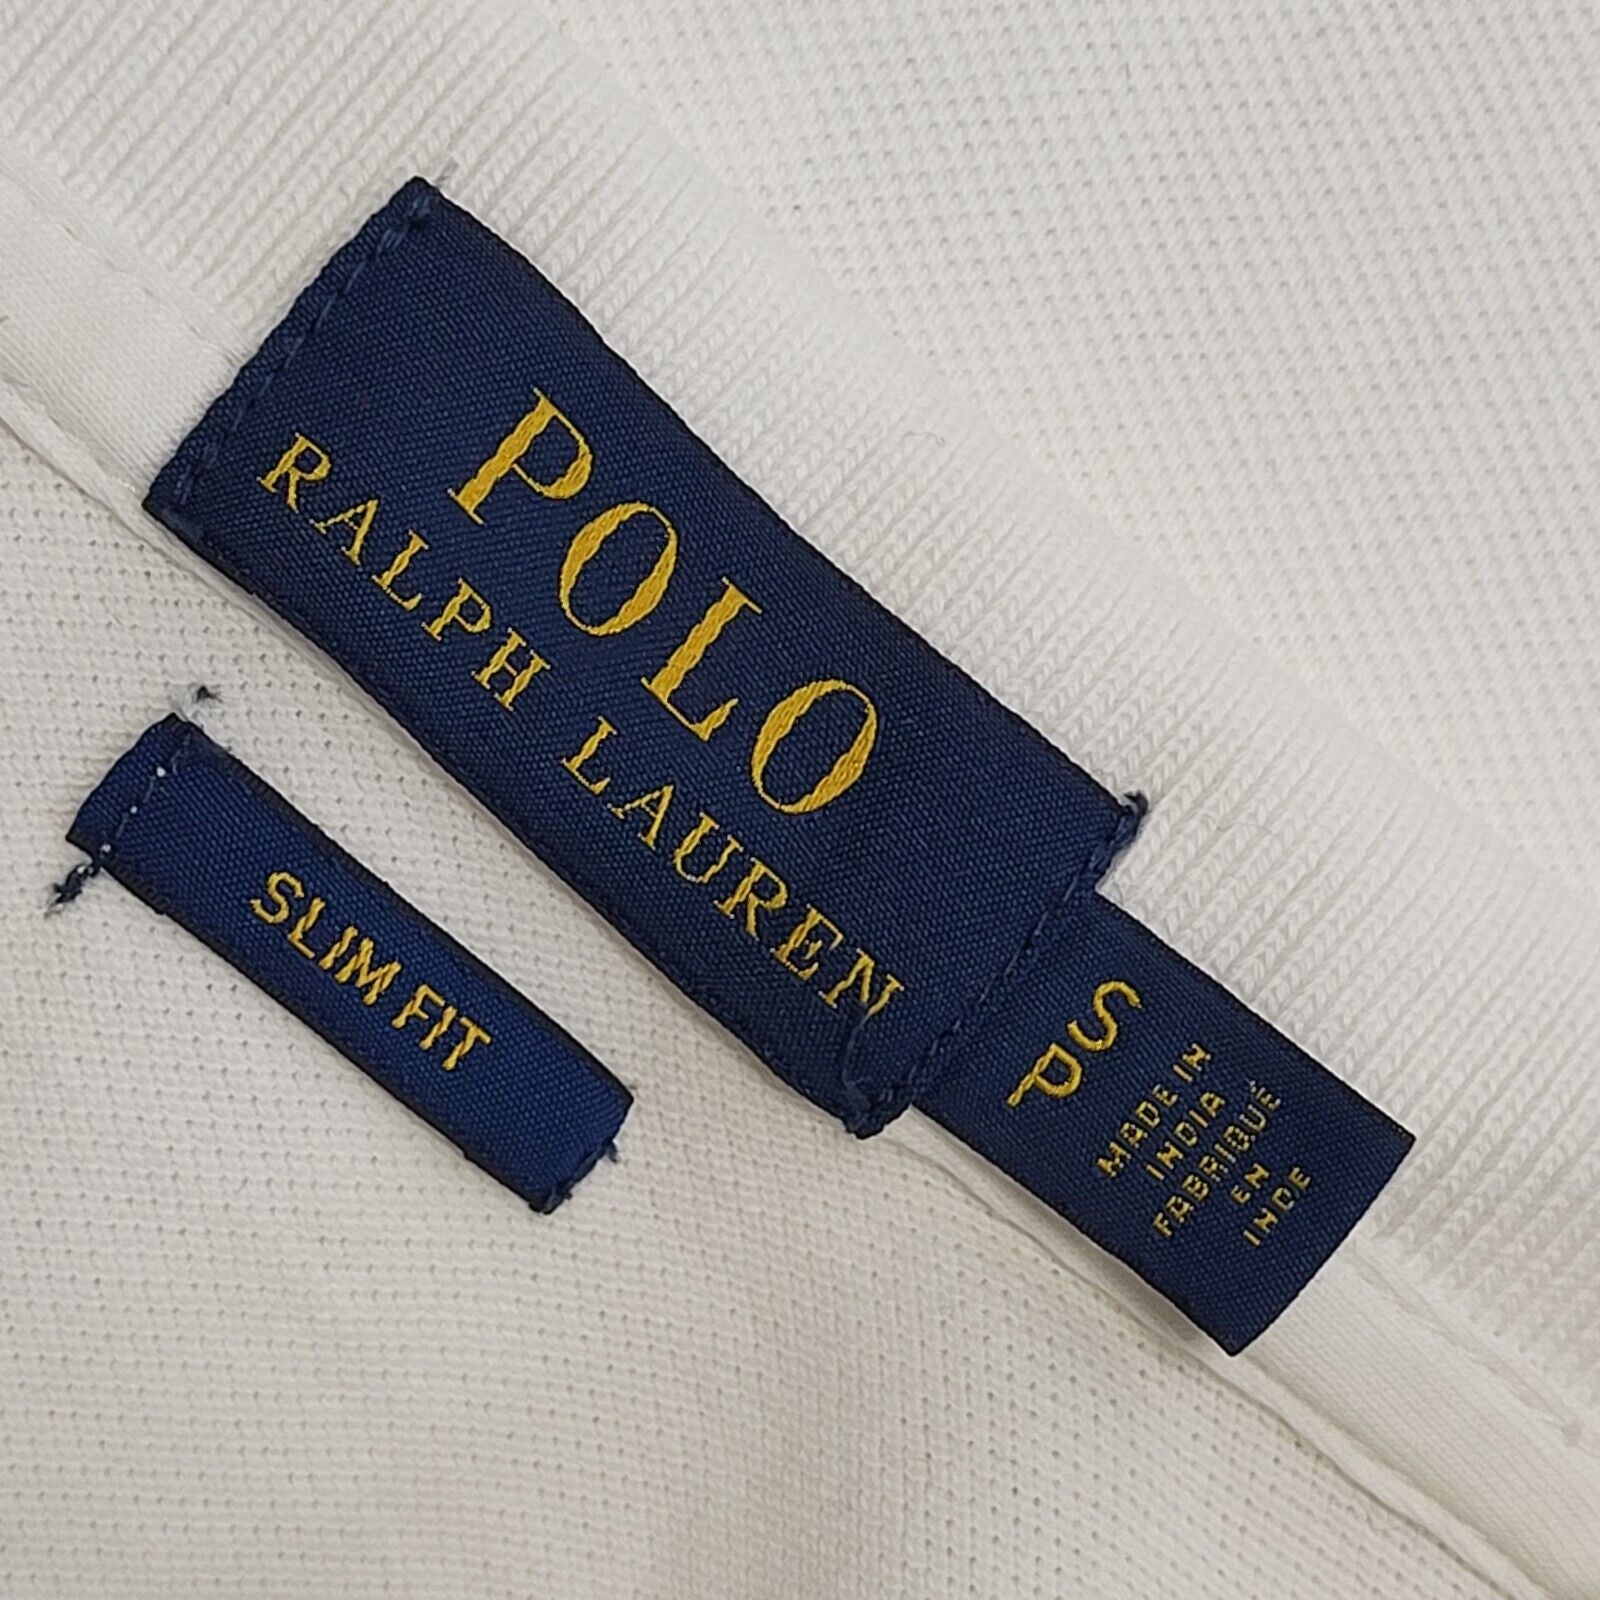 POLO
RALPH LAUREN
SLIM FIT
S
P
MADE IN
INDIA
FABRIQUÉ
EN
INDE